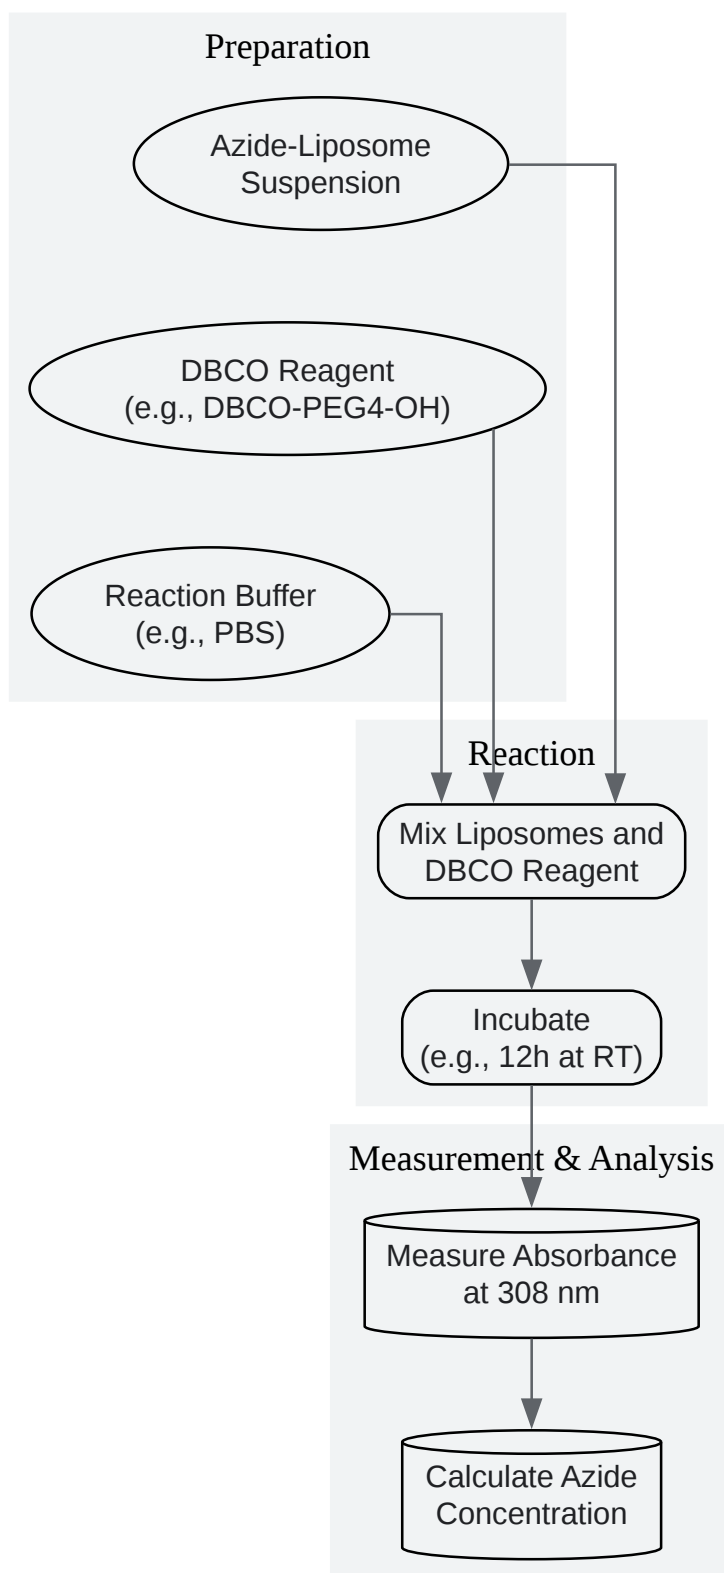 Preparation
Azide-Liposome
Suspension
DBCO Reagent
(e.g., DBCO-PEG4-OH)
Reaction Buffer
(e.g., PBS)
Reaction
Mix Liposomes and
DBCO Reagent
Incubate
(e.g., 12h at RT)
Measurement & Analysis
Measure Absorbance
at 308 nm
Calculate Azide
Concentration